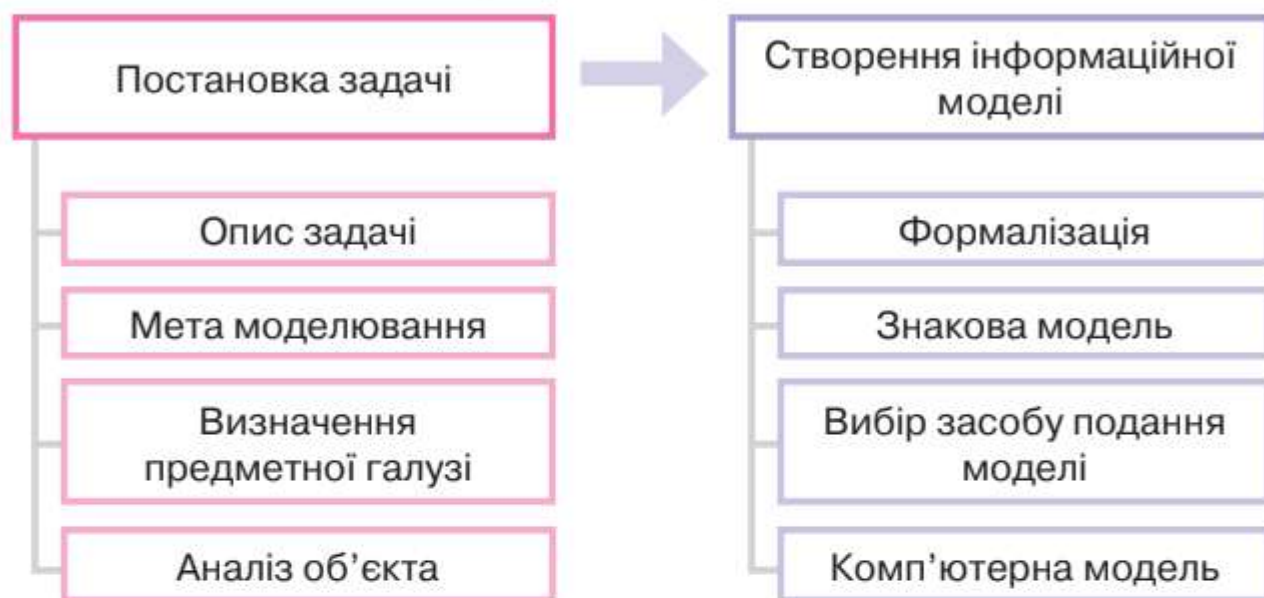 Постановка задачі
Опис задачі
Мета моделювання
Визначення
предметної галузі
Аналіз об’єкта
Створення інформаційної
моделі
Формалізація
Знакова модель
Вибір засобу подання
моделі
Комп’ютерна модель